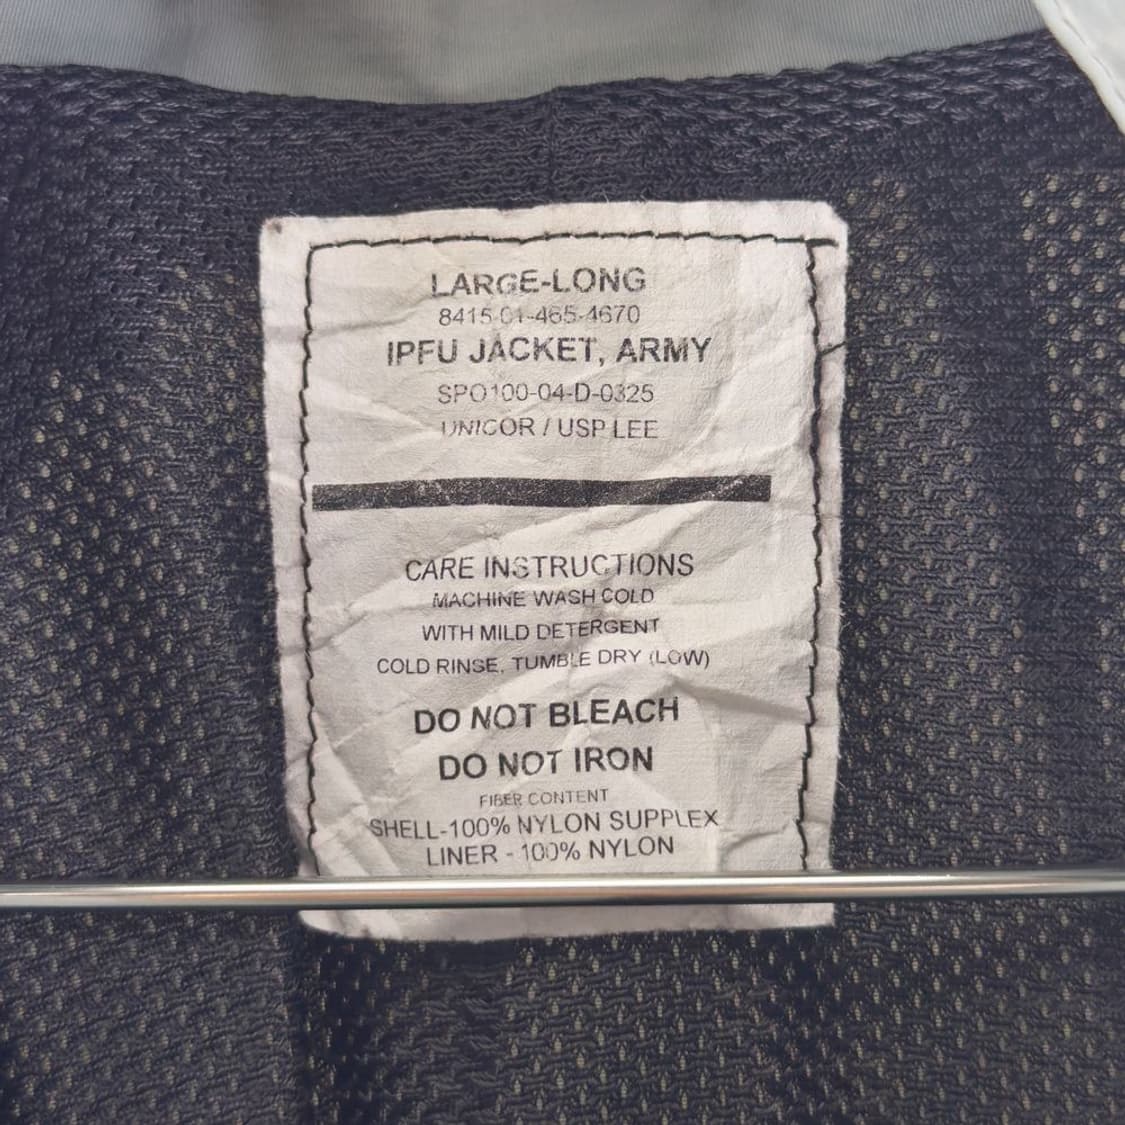 LARGE-LONG
8415-01-465-4670
IPFU JACKET, ARMY
SPO100-04-D-0325
UNICOR / USP LEE
CARE INSTRUCTIONS
MACHINE WASH COLD
WITH MILD DETERGENT
COLD RINSE, TUMBLE DRY (LOW)
DO NOT BLEACH
DO NOT IRON
FIBER CONTENT
SHELL-100% NYLON SUPPLEX
LINER - 100% NYLON